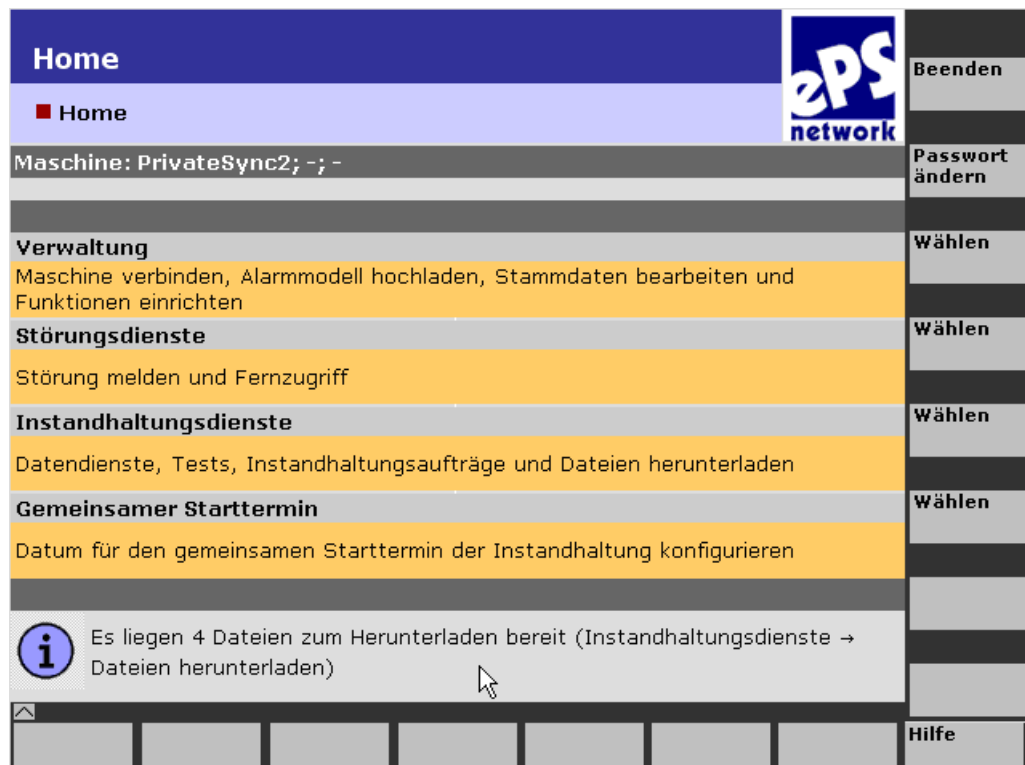 Home
ePS
network
Home
Beenden
Maschine: PrivateSync2; -; -
Passwort
ändern
Verwaltung
Wählen
Maschine verbinden, Alarmmodell hochladen, Stammdaten bearbeiten und
Funktionen einrichten
Störungsdienste
Wählen
Störung melden und Fernzugriff
Instandhaltungsdienste
Wählen
Datendienste, Tests, Instandhaltungsaufträge und Dateien herunterladen
Gemeinsamer Starttermin
Wählen
Datum für den gemeinsamen Starttermin der Instandhaltung konfigurieren
i
Es liegen 4 Dateien zum Herunterladen bereit (Instandhaltungsdienste →
Dateien herunterladen)
Hilfe